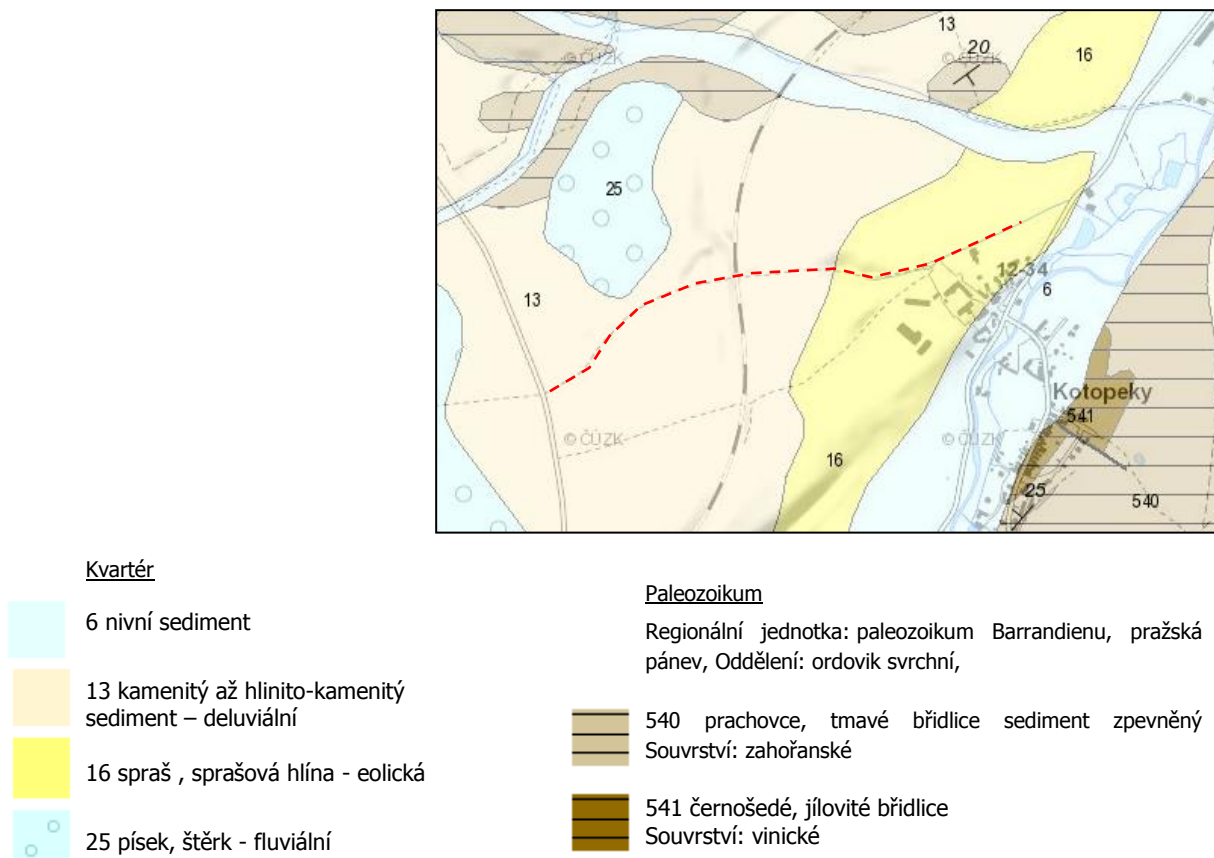 13
20
16
© ČÚZK
© ČÚZK
25
13
12-34
6
Kotopeky
© ČÚZK
© ČÚZK
541
16
25
540
Kvartér
6 nivní sediment
13 kamenitý až hlinito-kamenitý
sediment – deluviální
16 spraš , sprašová hlína - eolická
25 písek, štěrk - fluviální
Paleozoikum
Regionální jednotka: paleozoikum Barrandienu, pražská
pánev, Oddělení: ordovik svrchní,
540 prachovce, tmavé břidlice sediment zpevněný
Souvrství: zahořanské
541 černošedé, jílovité břidlice
Souvrství: vinické